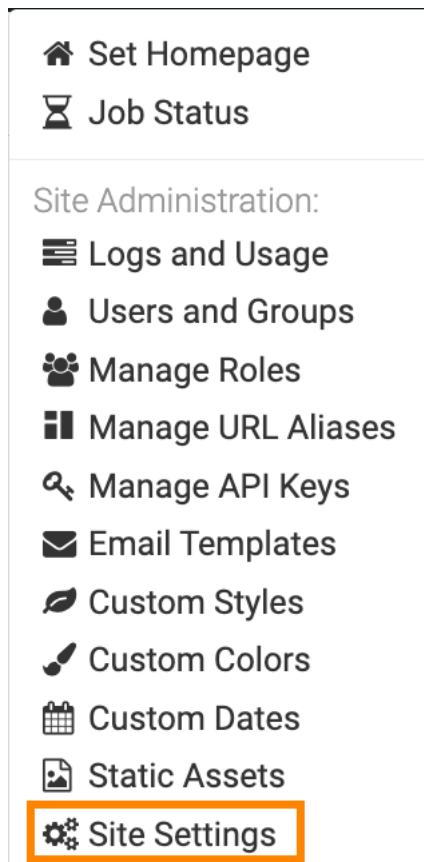 Set Homepage
Job Status
Site Administration:
Logs and Usage
Users and Groups
Manage Roles
Manage URL Aliases
Manage API Keys
Email Templates
Custom Styles
Custom Colors
Custom Dates
Static Assets
Site Settings